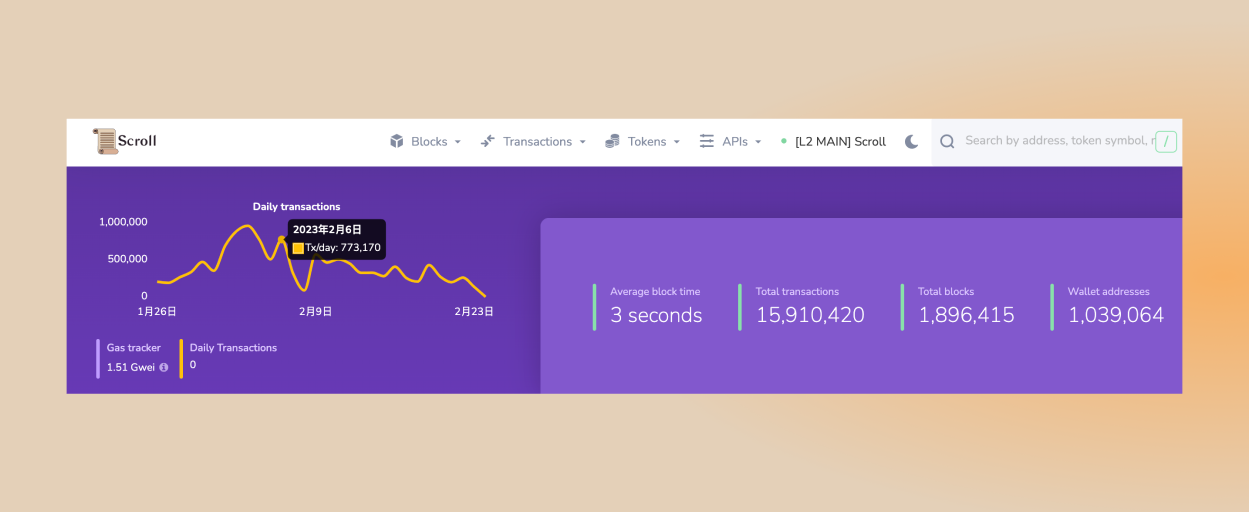 Scroll
Blocks
Transactions
Tokens
APIs
[L2 MAIN] Scroll
Search by address, token symbol,
/
Daily transactions
1,000,000
500,000
0
2023年2月6日
Tx/day: 773,170
1月26日
2月9日
2月23日
Gas tracker
1.51 Gwei
Daily Transactions
0
Average block time
3 seconds
Total transactions
15,910,420
Total blocks
1,896,415
Wallet addresses
1,039,064